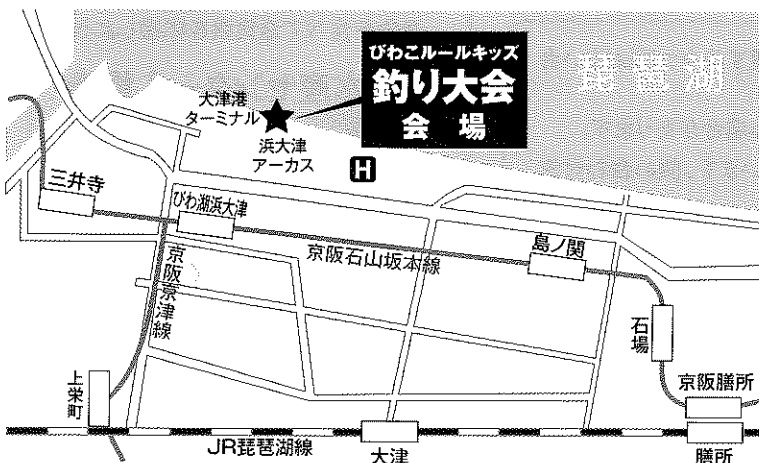 びわこルールキッズ
釣り大会
会場
琵琶湖
大津港
ターミナル
浜大津
アーカス
H
三井寺
びわ湖浜大津
京阪石山坂本線
島ノ関
京阪京津線
石場
上栄町
京阪膳所
JR琵琶湖線
大津
膳所